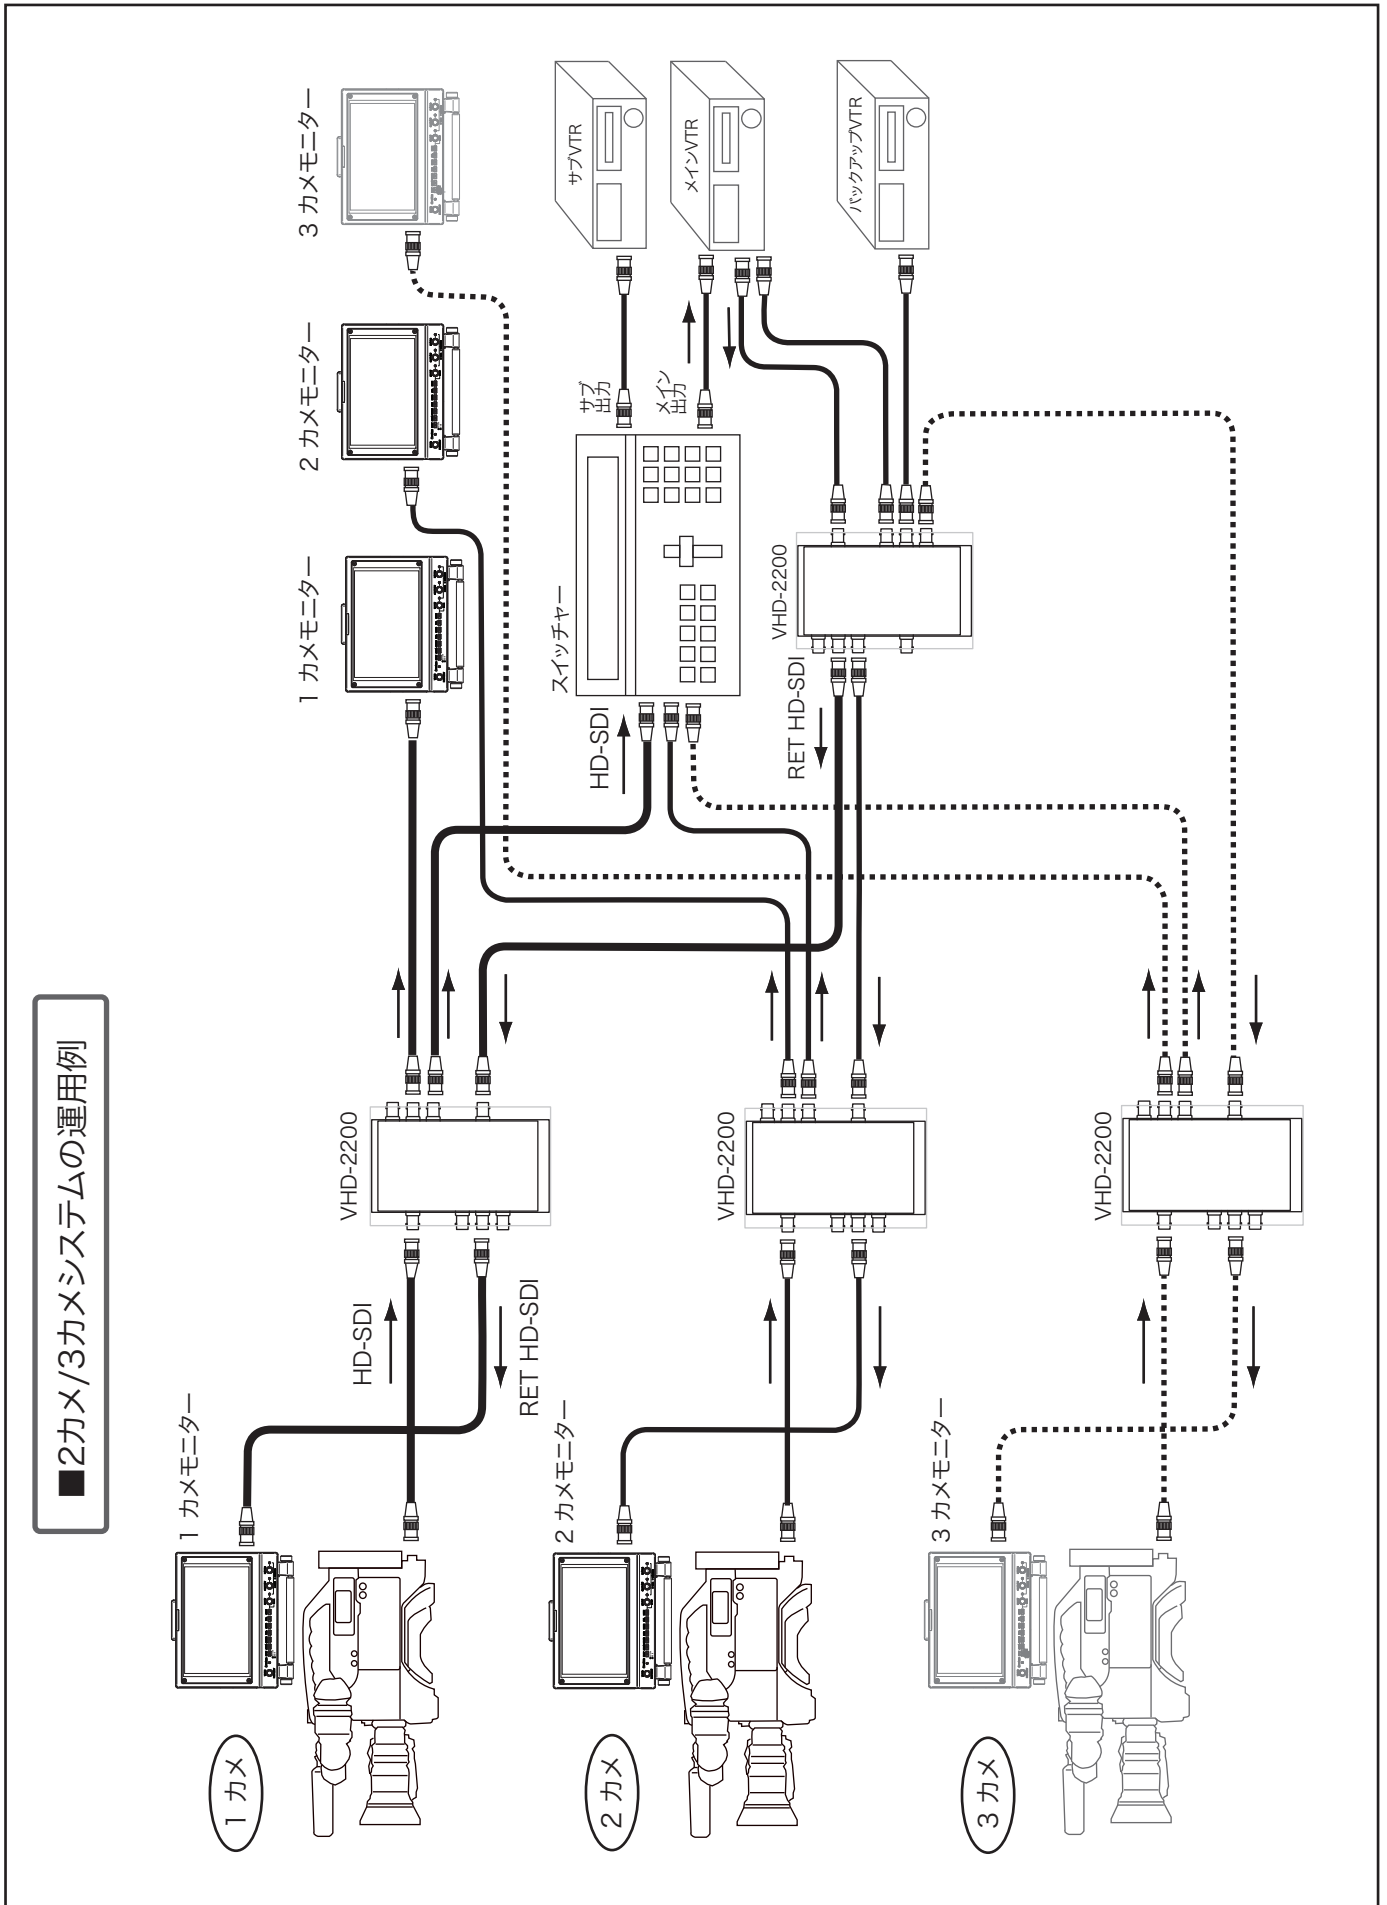 ■2カメ/3カメシステムの運用例
1 カメ
1 カメモニター
HD-SDI
RET HD-SDI
VHD-2200
1 カメモニター
2 カメ
2 カメモニター
VHD-2200
2 カメモニター
3 カメ
3 カメモニター
VHD-2200
3 カメモニター
HD-SDI
スイッチャー
サブ
出力
メイン
出力
サブVTR
メインVTR
RET HD-SDI
VHD-2200
バックアップVTR